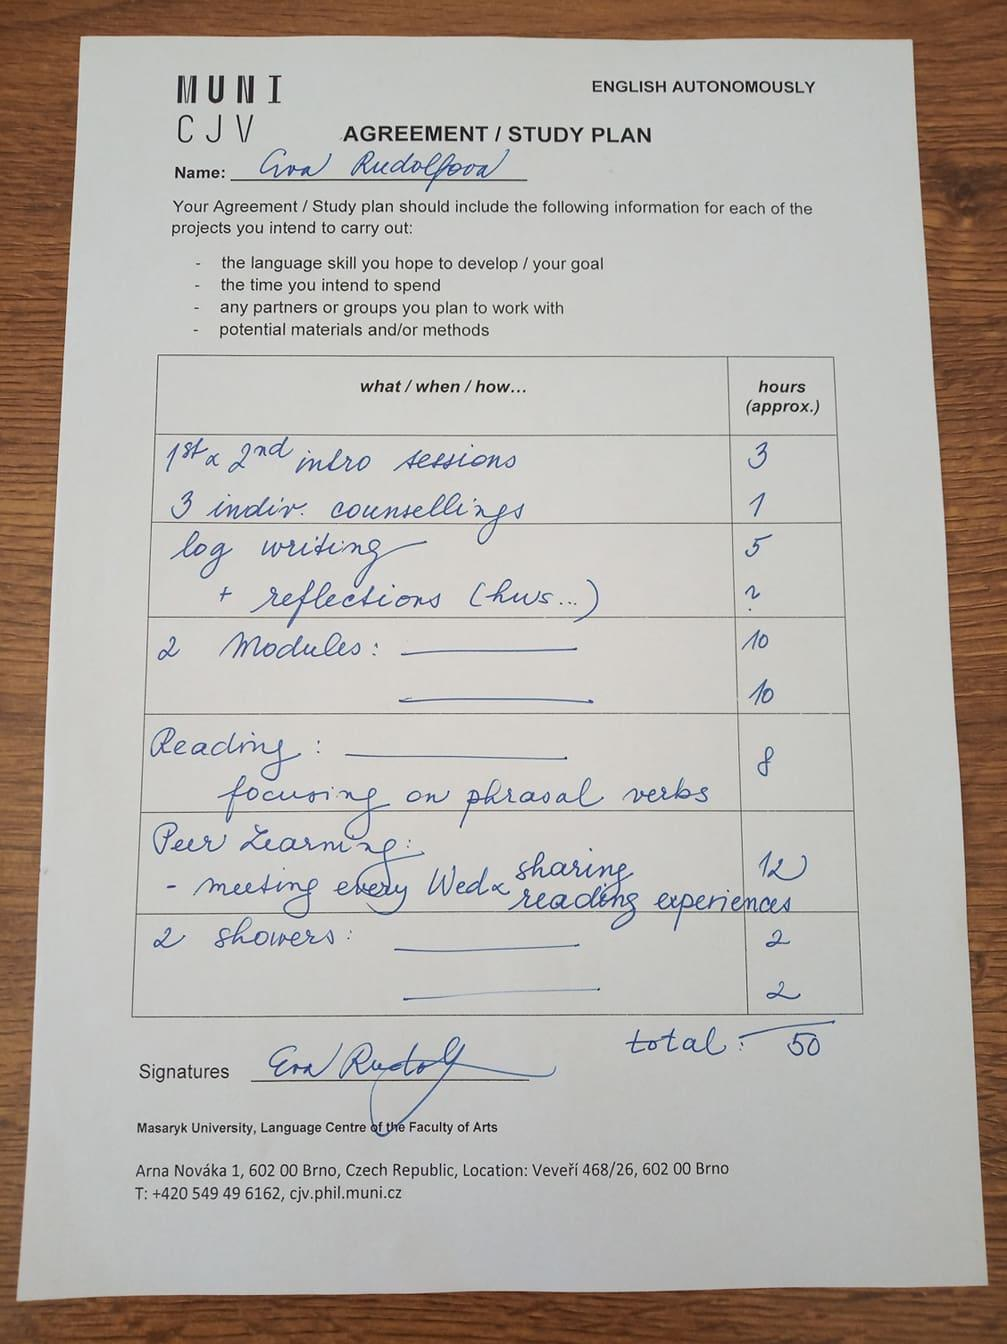 MUNI
CJV
ENGLISH AUTONOMOUSLY
AGREEMENT / STUDY PLAN
Name: Eva Rudolfová
Your Agreement / Study plan should include the following information for each of the
projects you intend to carry out:
- the language skill you hope to develop / your goal
- the time you intend to spend
- any partners or groups you plan to work with
- potential materials and/or methods
what / when / how... hours
(approx.)
1st & 2nd intro sessions 3
3 indiv. counsellings 1
log writing 5
+ reflections (hws...) ?
2 Modules: 10
10
Reading: 8
focusing on phrasal verbs
Peer Learning: 12
- meeting every Wed & sharing
reading experiences
2 showers: 2
2
total: 50
Signatures Eva Rudolf
Masaryk University, Language Centre of the Faculty of Arts
Arna Nováka 1, 602 00 Brno, Czech Republic, Location: Veveří 468/26, 602 00 Brno
T: +420 549 49 6162, cjv.phil.muni.cz